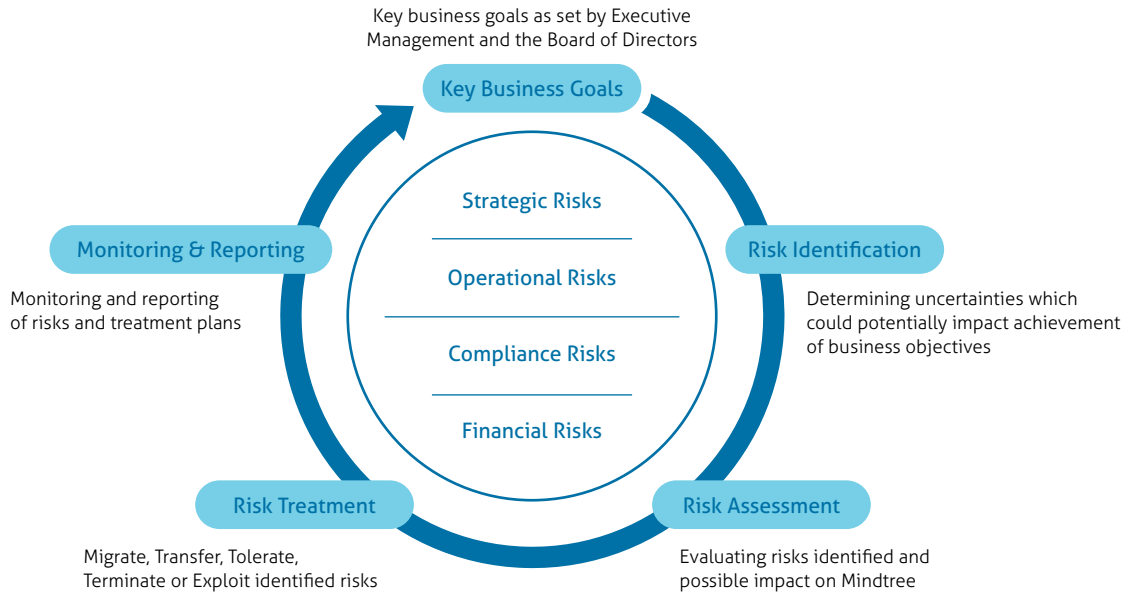 Key business goals as set by Executive
Management and the Board of Directors
Key Business Goals
Strategic Risks
Operational Risks
Compliance Risks
Financial Risks
Risk Identification
Determining uncertainties which
could potentially impact achievement
of business objectives
Risk Assessment
Evaluating risks identified and
possible impact on Mindtree
Risk Treatment
Migrate, Transfer, Tolerate,
Terminate or Exploit identified risks
Monitoring & Reporting
Monitoring and reporting
of risks and treatment plans